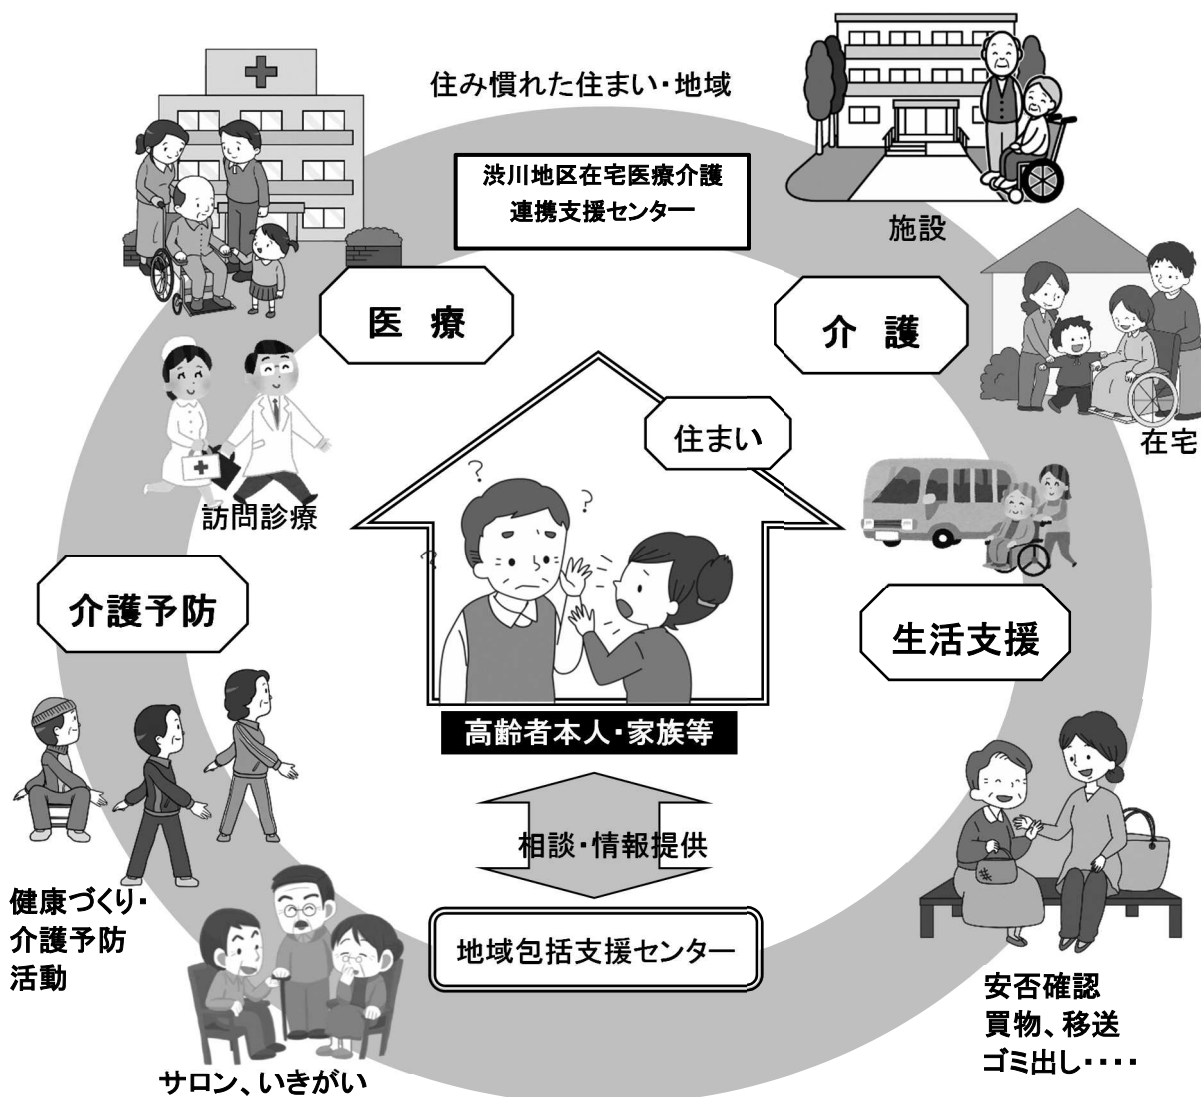 住み慣れた住まい・地域
渋川地区在宅医療介護
連携支援センター
施設
医 療
介 護
住まい
在宅
訪問診療
?
?
?
介護予防
生活支援
高齢者本人・家族等
相談・情報提供
健康づくり・
介護予防
活動
地域包括支援センター
安否確認
買物、移送
ゴミ出し・・・・
サロン、いきがい